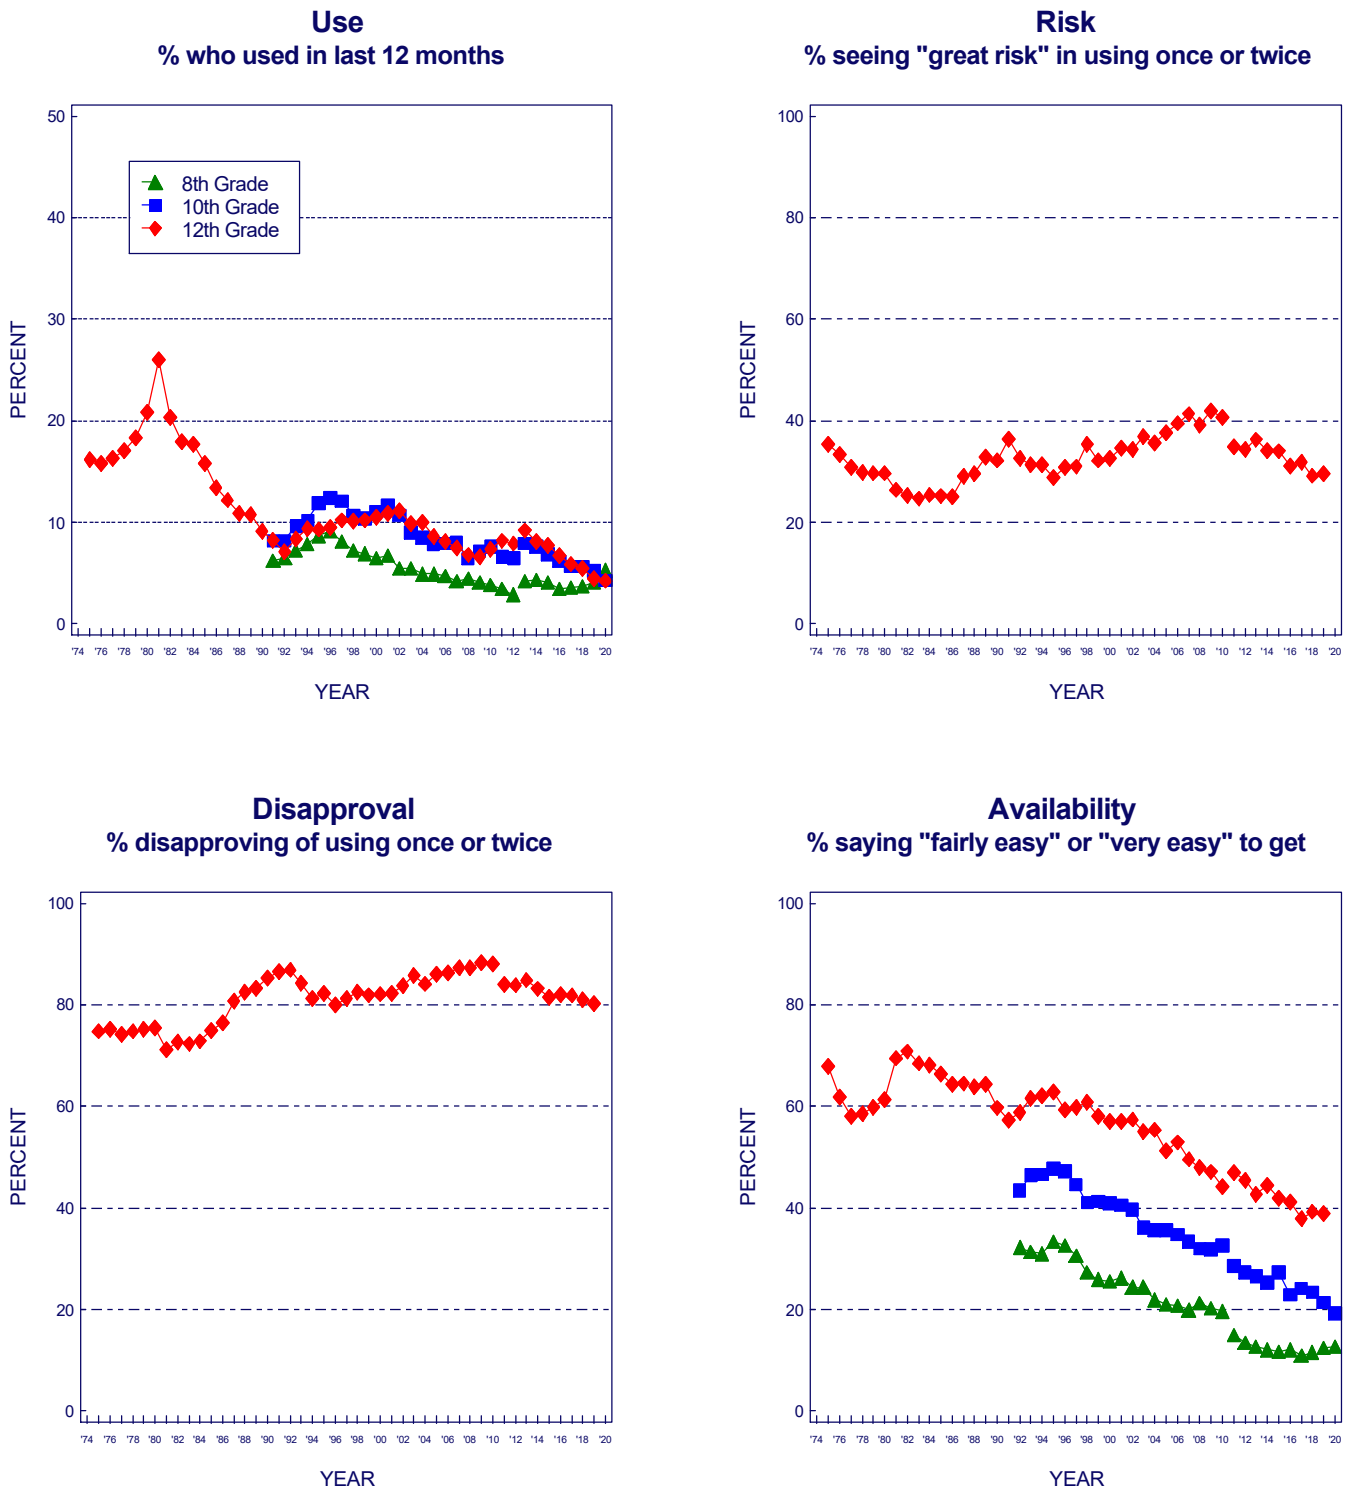 Use
% who used in last 12 months
50
40
30
20
10
0
PERCENT
8th Grade
10th Grade
12th Grade
'74 '76 '78 '80 '82 '84 '86 '88 '90 '92 '94 '96 '98 '00 '02 '04 '06 '08 '10 '12 '14 '16 '18 '20
YEAR
Risk
% seeing "great risk" in using once or twice
100
80
60
40
20
0
PERCENT
'74 '76 '78 '80 '82 '84 '86 '88 '90 '92 '94 '96 '98 '00 '02 '04 '06 '08 '10 '12 '14 '16 '18 '20
YEAR
Disapproval
% disapproving of using once or twice
100
80
60
40
20
0
PERCENT
'74 '76 '78 '80 '82 '84 '86 '88 '90 '92 '94 '96 '98 '00 '02 '04 '06 '08 '10 '12 '14 '16 '18 '20
YEAR
Availability
% saying "fairly easy" or "very easy" to get
100
80
60
40
20
0
PERCENT
'74 '76 '78 '80 '82 '84 '86 '88 '90 '92 '94 '96 '98 '00 '02 '04 '06 '08 '10 '12 '14 '16 '18 '20
YEAR